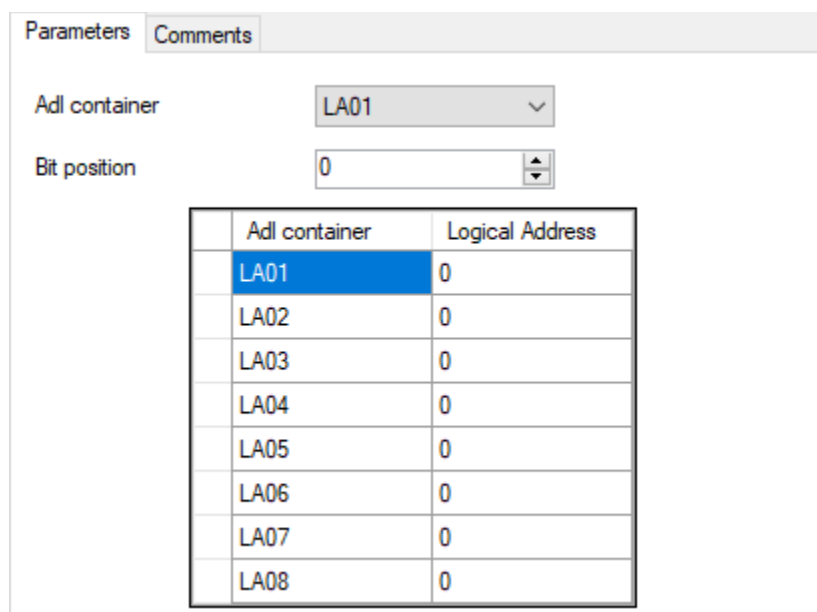 Parameters Comments
Adl container LA01
Bit position 0
Adl container Logical Address
LA01 0
LA02 0
LA03 0
LA04 0
LA05 0
LA06 0
LA07 0
LA08 0